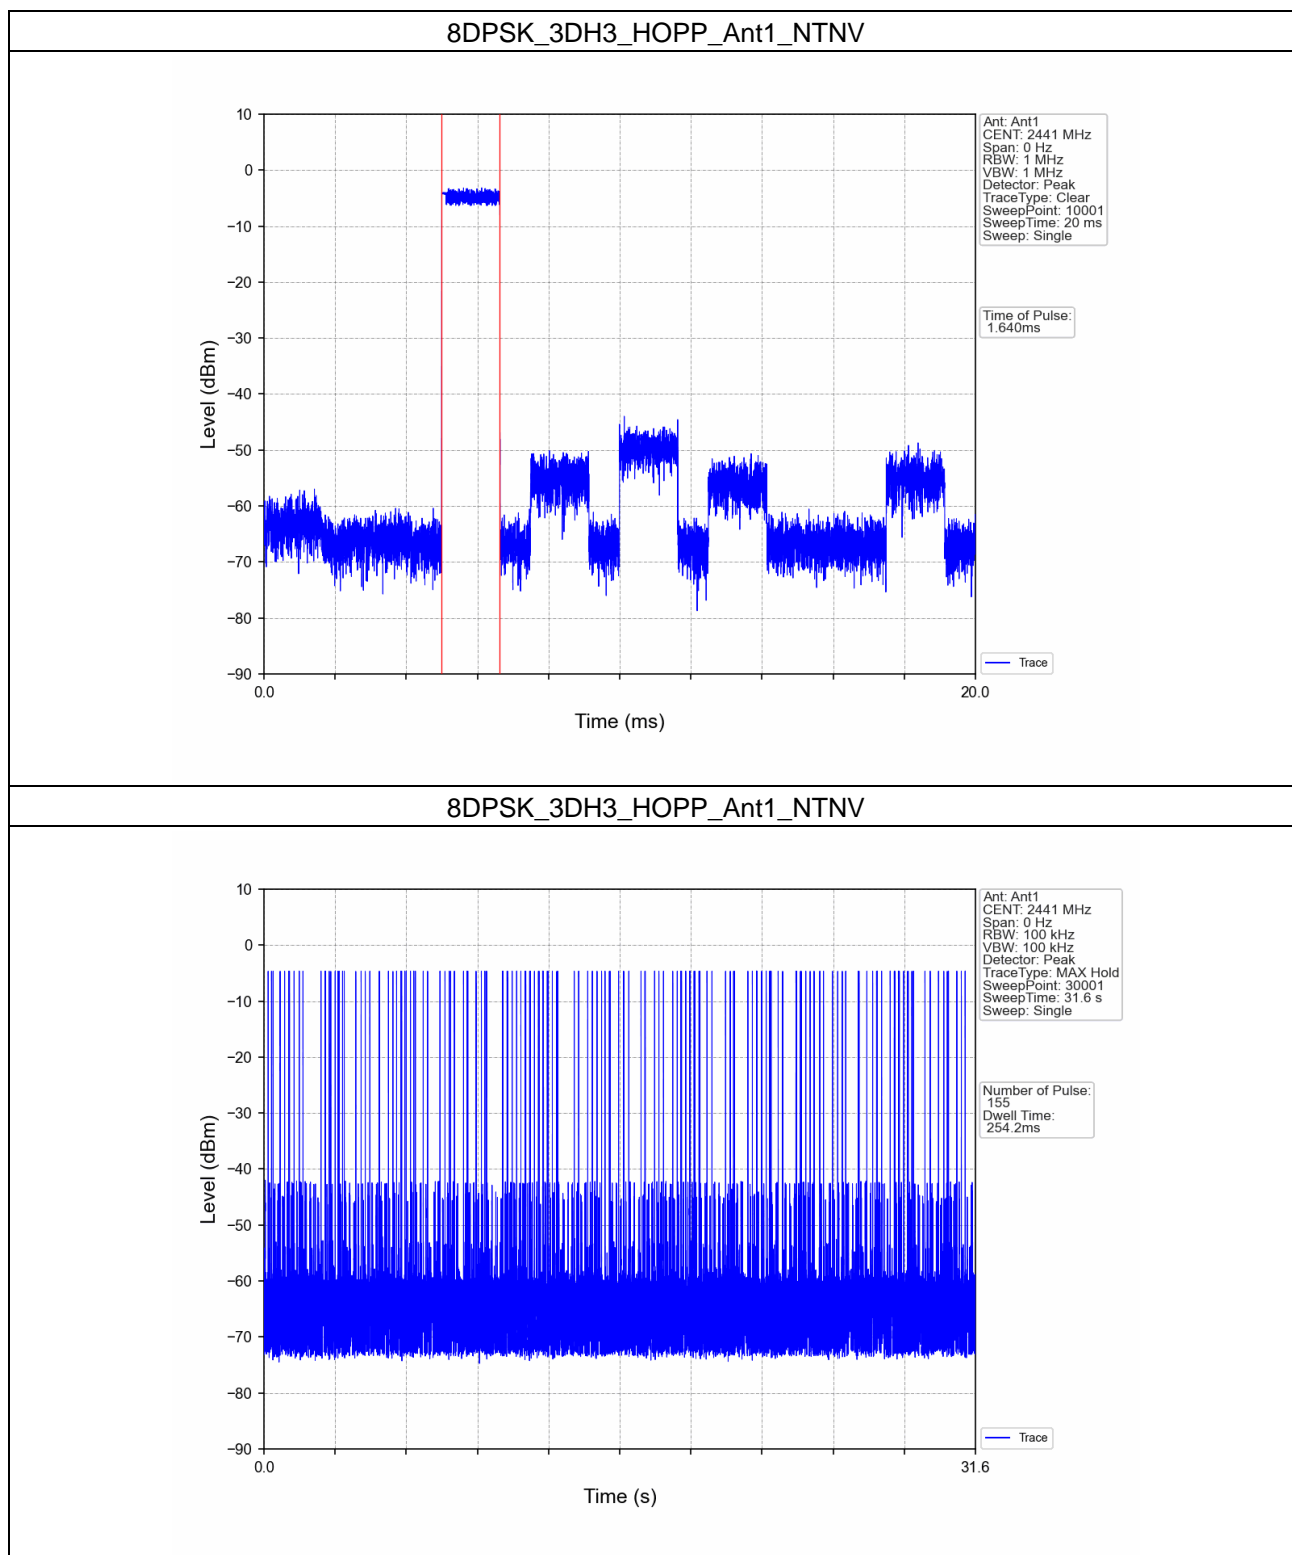 8DPSK_3DH3_HOPP_Ant1_NTNV
10
0
−10
−20
−30
−40
−50
−60
−70
−80
−90
Level (dBm)
0.0
20.0
Time (ms)
Ant: Ant1
CENT: 2441 MHz
Span: 0 Hz
RBW: 1 MHz
VBW: 1 MHz
Detector: Peak
TraceType: Clear
SweepPoint: 10001
SweepTime: 20 ms
Sweep: Single
Time of Pulse:
1.640ms
Trace
8DPSK_3DH3_HOPP_Ant1_NTNV
10
0
−10
−20
−30
−40
−50
−60
−70
−80
−90
Level (dBm)
0.0
31.6
Time (s)
Ant: Ant1
CENT: 2441 MHz
Span: 0 Hz
RBW: 100 kHz
VBW: 100 kHz
Detector: Peak
TraceType: MAX Hold
SweepPoint: 30001
SweepTime: 31.6 s
Sweep: Single
Number of Pulse:
155
Dwell Time:
254.2ms
Trace